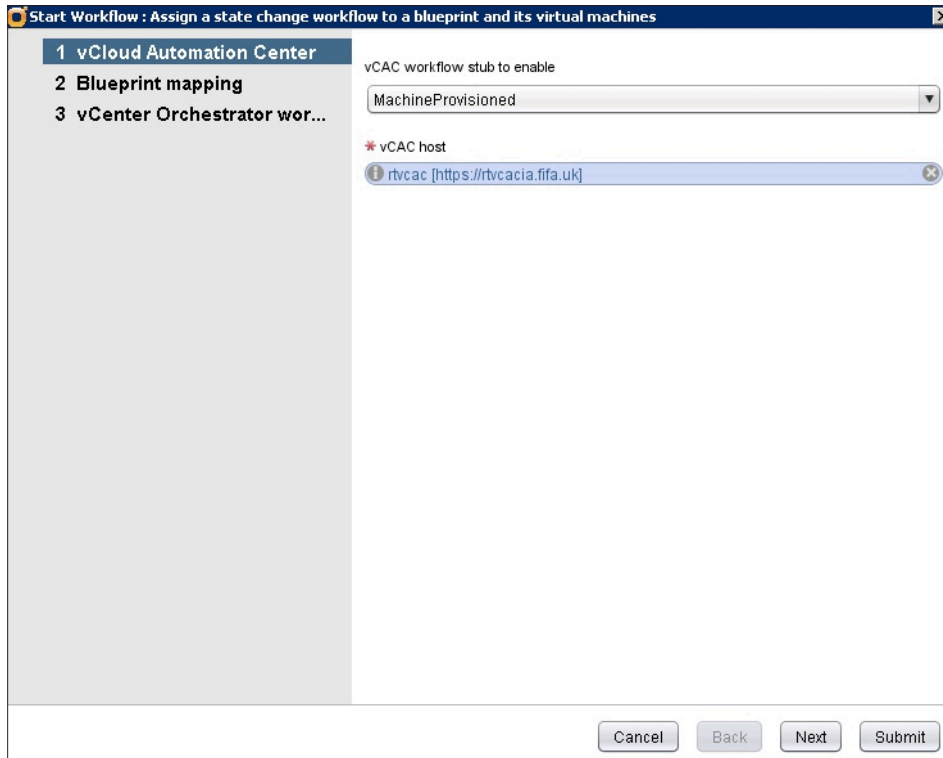 Start Workflow : Assign a state change workflow to a blueprint and its virtual machines
1 vCloud Automation Center
2 Blueprint mapping
3 vCenter Orchestrator wor...
vCAC workflow stub to enable
MachineProvisioned
* vCAC host
rtvcac [https://rtvcacia.fifa.uk]
Cancel Back Next Submit